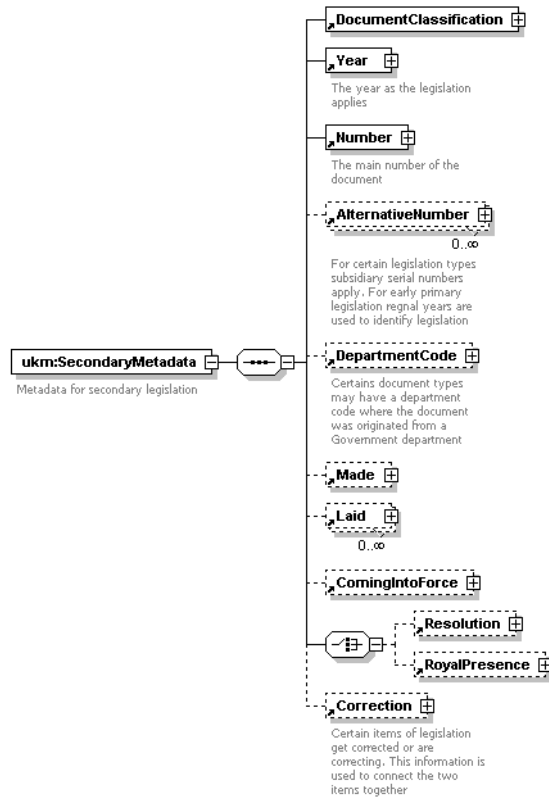 DocumentClassification
Year
The year as the legislation
applies
Number
The main number of the
document
AlternativeNumber
0..∞
For certain legislation types
subsidiary serial numbers
apply. For early primary
legislation regnal years are
used to identify legislation
ukm:SecondaryMetadata
Metadata for secondary legislation
DepartmentCode
Certains document types
may have a department
code where the document
was originated from a
Government department
Made
Laid
0..∞
ComingIntoForce
Resolution
RoyalPresence
Correction
Certain items of legislation
get corrected or are
correcting. This information is
used to connect the two
items together